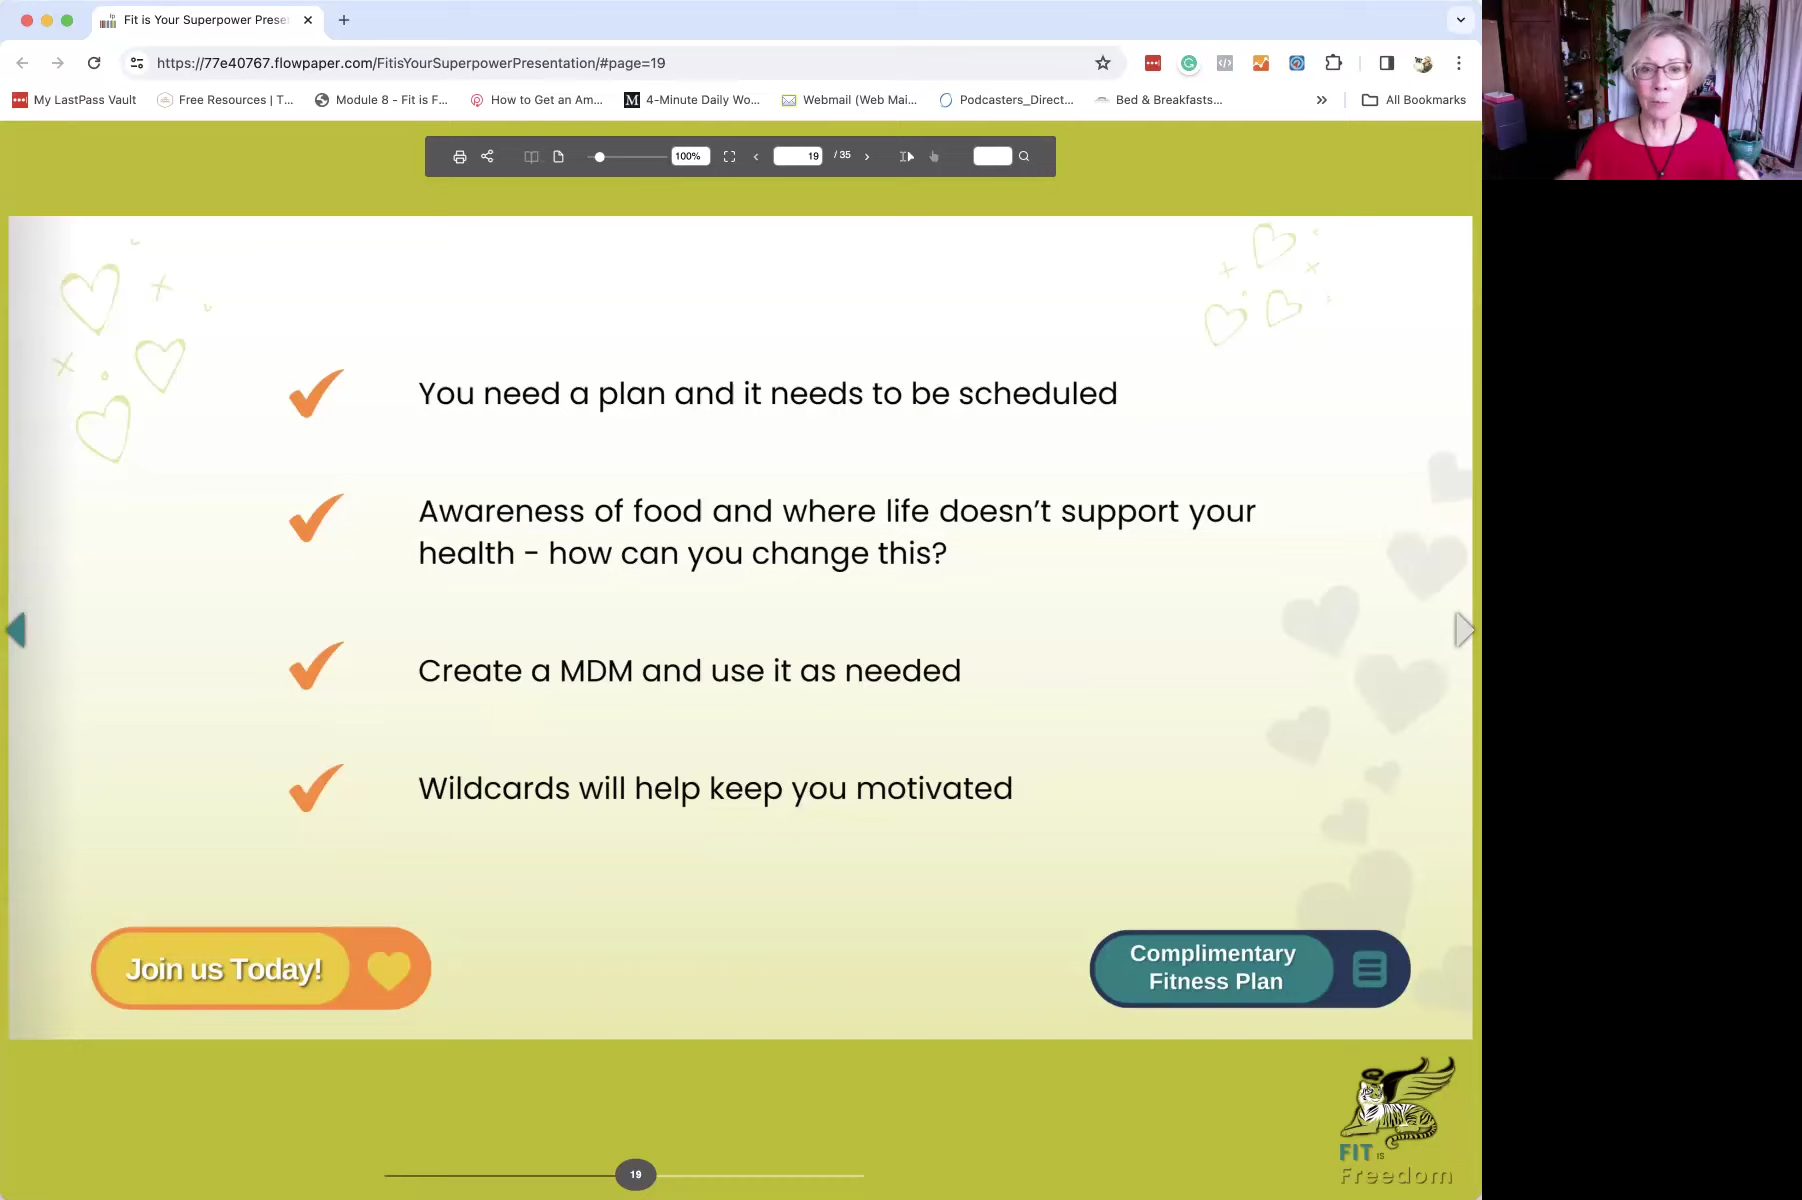 Fit is Your Superpower Prese
https://77e40767.flowpaper.com/FitisYourSuperpowerPresentation/#page=19
My LastPass Vault
Free Resources | T...
Module 8 - Fit is F...
How to Get an Am...
M
4-Minute Daily Wo...
Webmail (Web Mai...
Podcasters_Direct...
Bed & Breakfasts...
All Bookmarks
100%
19 / 35
You need a plan and it needs to be scheduled
Awareness of food and where life doesn’t support your
health - how can you change this?
Create a MDM and use it as needed
Wildcards will help keep you motivated
Join us Today!
Complimentary
Fitness Plan
19
FIT IS
Freedom